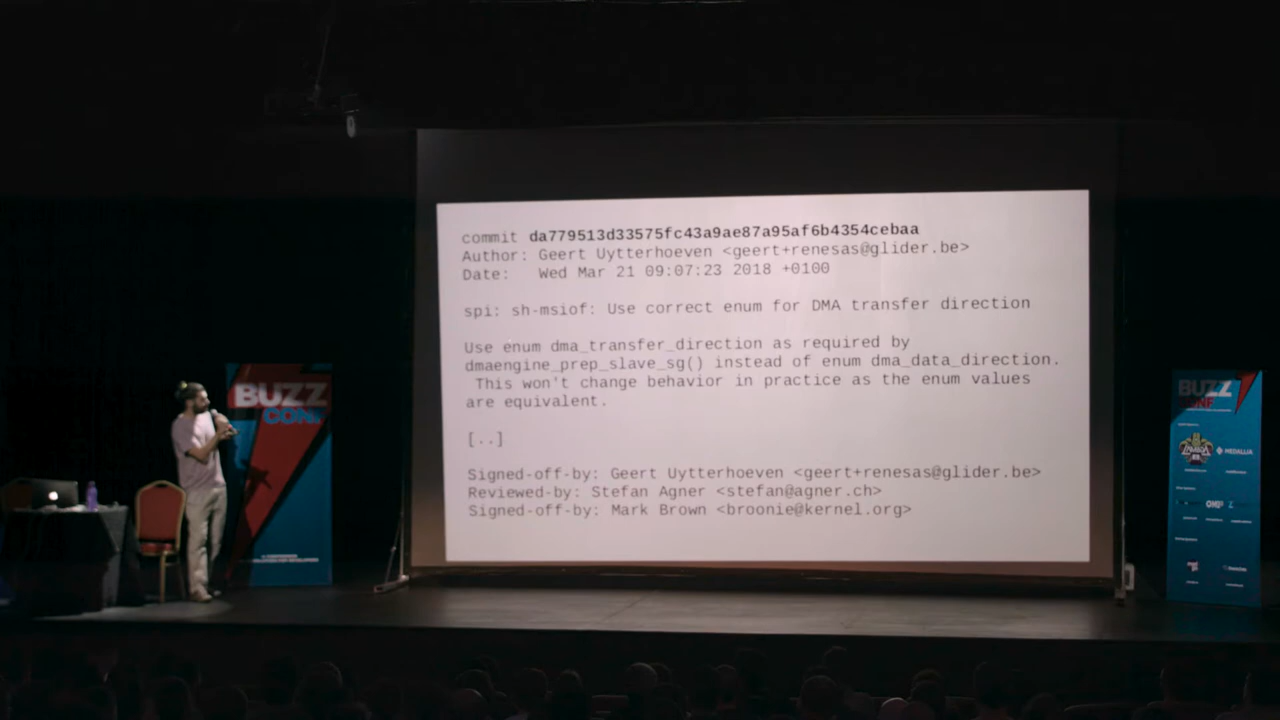 commit da779513d33575fc43a9ae87a95af6b4354cebaa
Author: Geert Uytterhoeven <geert+renesas@glider.be>
Date:   Wed Mar 21 09:07:23 2018 +0100
spi: sh-msiof: Use correct enum for DMA transfer direction
Use enum dma_transfer_direction as required by
dmaengine_prep_slave_sg() instead of enum dma_data_direction.
This won't change behavior in practice as the enum values
are equivalent.
[..]
Signed-off-by: Geert Uytterhoeven <geert+renesas@glider.be>
Reviewed-by: Stefan Agner <stefan@agner.ch>
Signed-off-by: Mark Brown <broonie@kernel.org>
BUZZ
CONF
BUZZ
CONF
MEDALLIA